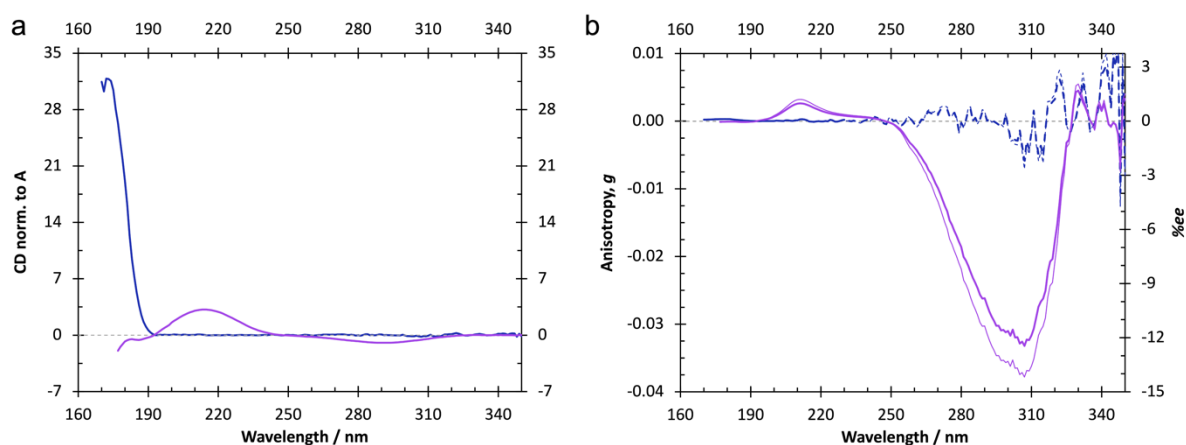 a
160 190 220 250 280 310 340
35 35
28 28
21 21
14 14
7 7
0 0
-7 -7
160 190 220 250 280 310 340
CD norm. to A
Wavelength / nm
b
160 190 220 250 280 310 340
0.01
0.00
-0.01
-0.02
-0.03
-0.04
3
0
-3
-6
-9
-12
-15
160 190 220 250 280 310 340
Anisotropy, g
%ee
Wavelength / nm